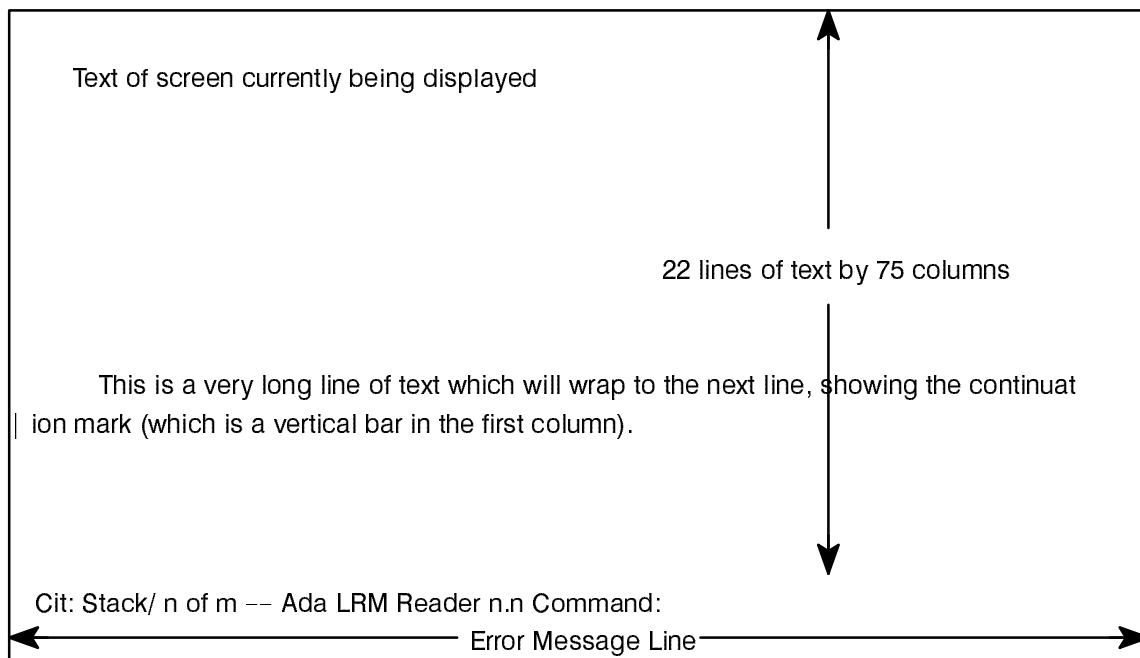 Text of screen currently being displayed
22 lines of text by 75 columns
This is a very long line of text which will wrap to the next line, showing the continuat
| ion mark (which is a vertical bar in the first column).
Cit: Stack/ n of m -- Ada LRM Reader n.n Command:
Error Message Line